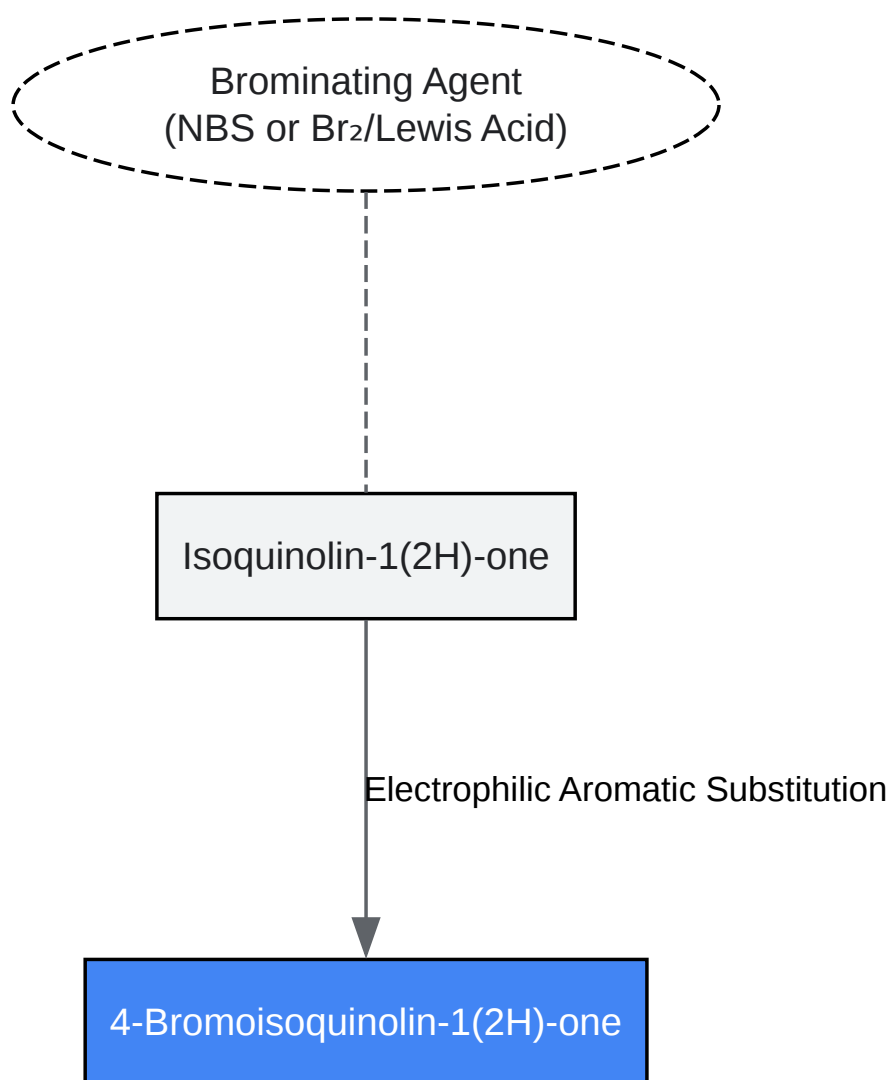 Brominating Agent
(NBS or Br₂/Lewis Acid)
Isoquinolin-1(2H)-one
Electrophilic Aromatic Substitution
4-Bromoisoquinolin-1(2H)-one